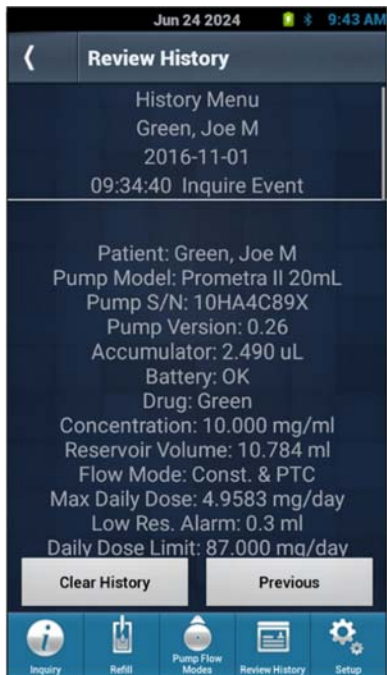 Jun 24 2024 9:43 AM
Review History
History Menu
Green, Joe M
2016-11-01
09:34:40 Inquire Event
Patient: Green, Joe M
Pump Model: Prometra II 20mL
Pump S/N: 10HA4C89X
Pump Version: 0.26
Accumulator: 2.490 uL
Battery: OK
Drug: Green
Concentration: 10.000 mg/ml
Reservoir Volume: 10.784 ml
Flow Mode: Const. & PTC
Max Daily Dose: 4.9583 mg/day
Low Res. Alarm: 0.3 ml
Daily Dose Limit: 87.000 mg/day
Clear History Previous
Inquiry Refill Pump Flow Modes Review History Setup